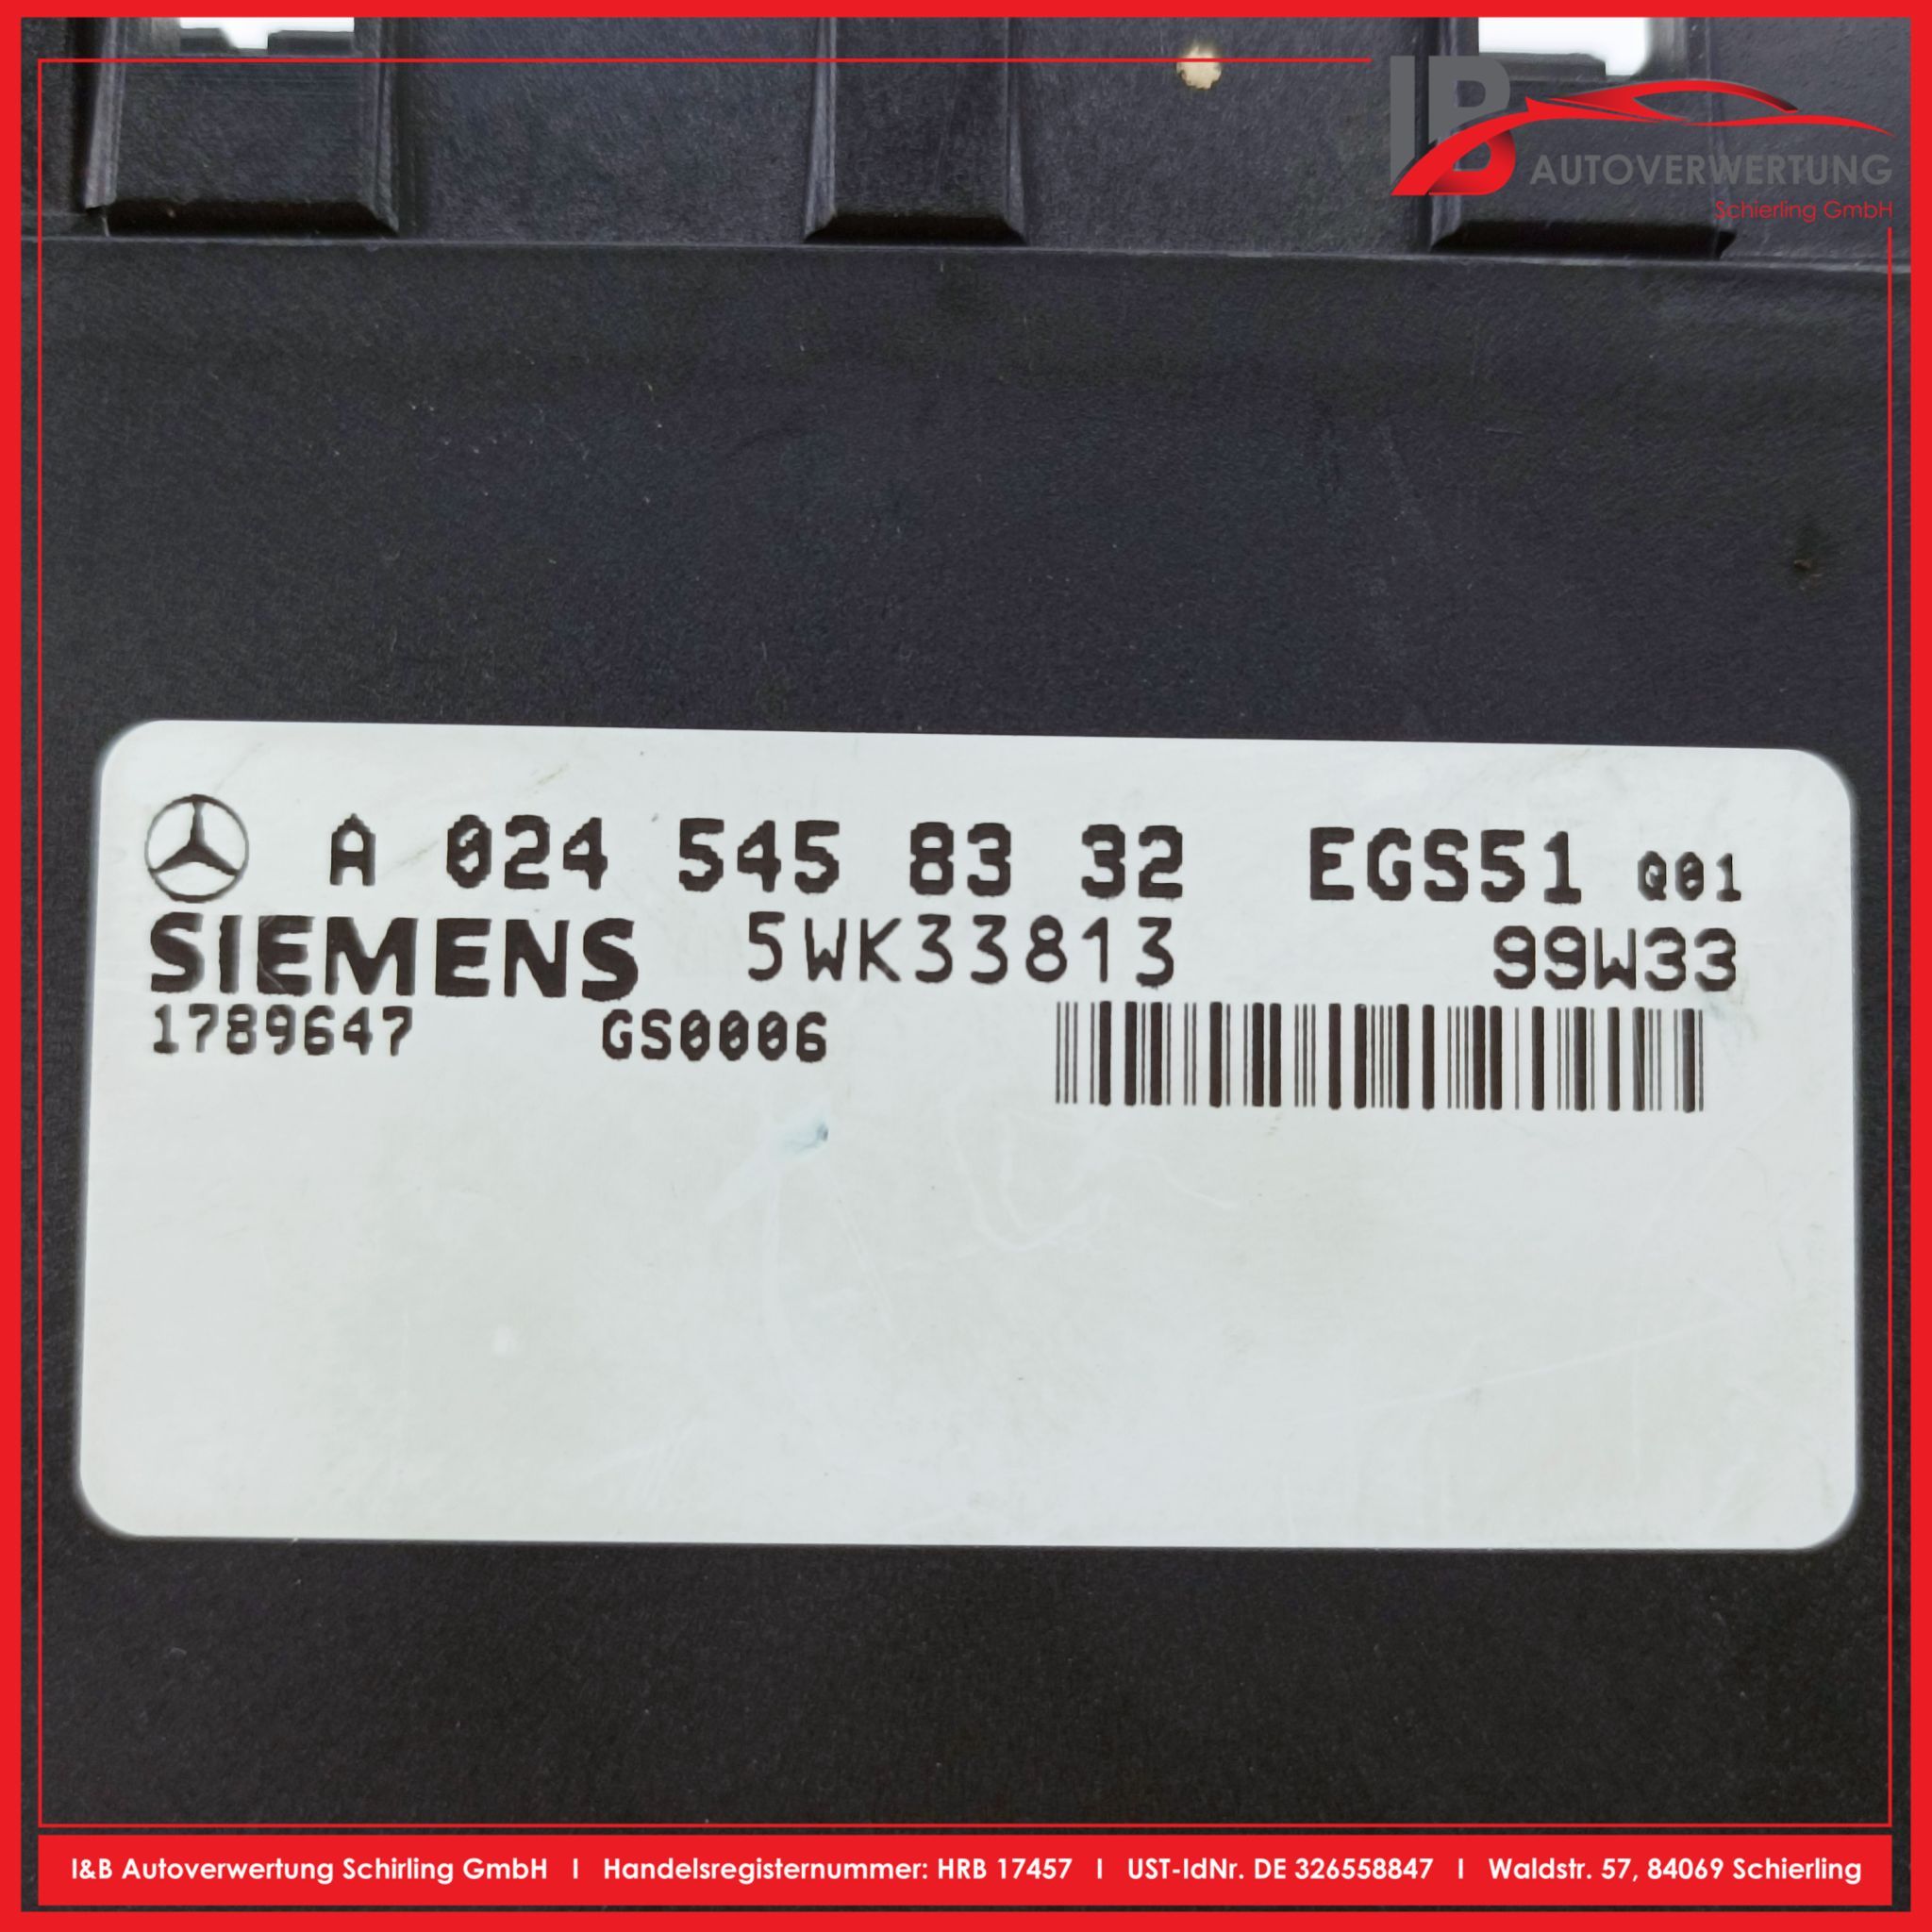 IB
AUTOVERWERTUNG
Schierling GmbH
A 024 545 83 32 EGS51 Q01
SIEMENS 5WK33813 99W33
1789647 GS0006
I&B Autoverwertung Schirling GmbH I Handelsregisternummer: HRB 17457 I UST-IdNr. DE 326558847 I Waldstr. 57, 84069 Schierling